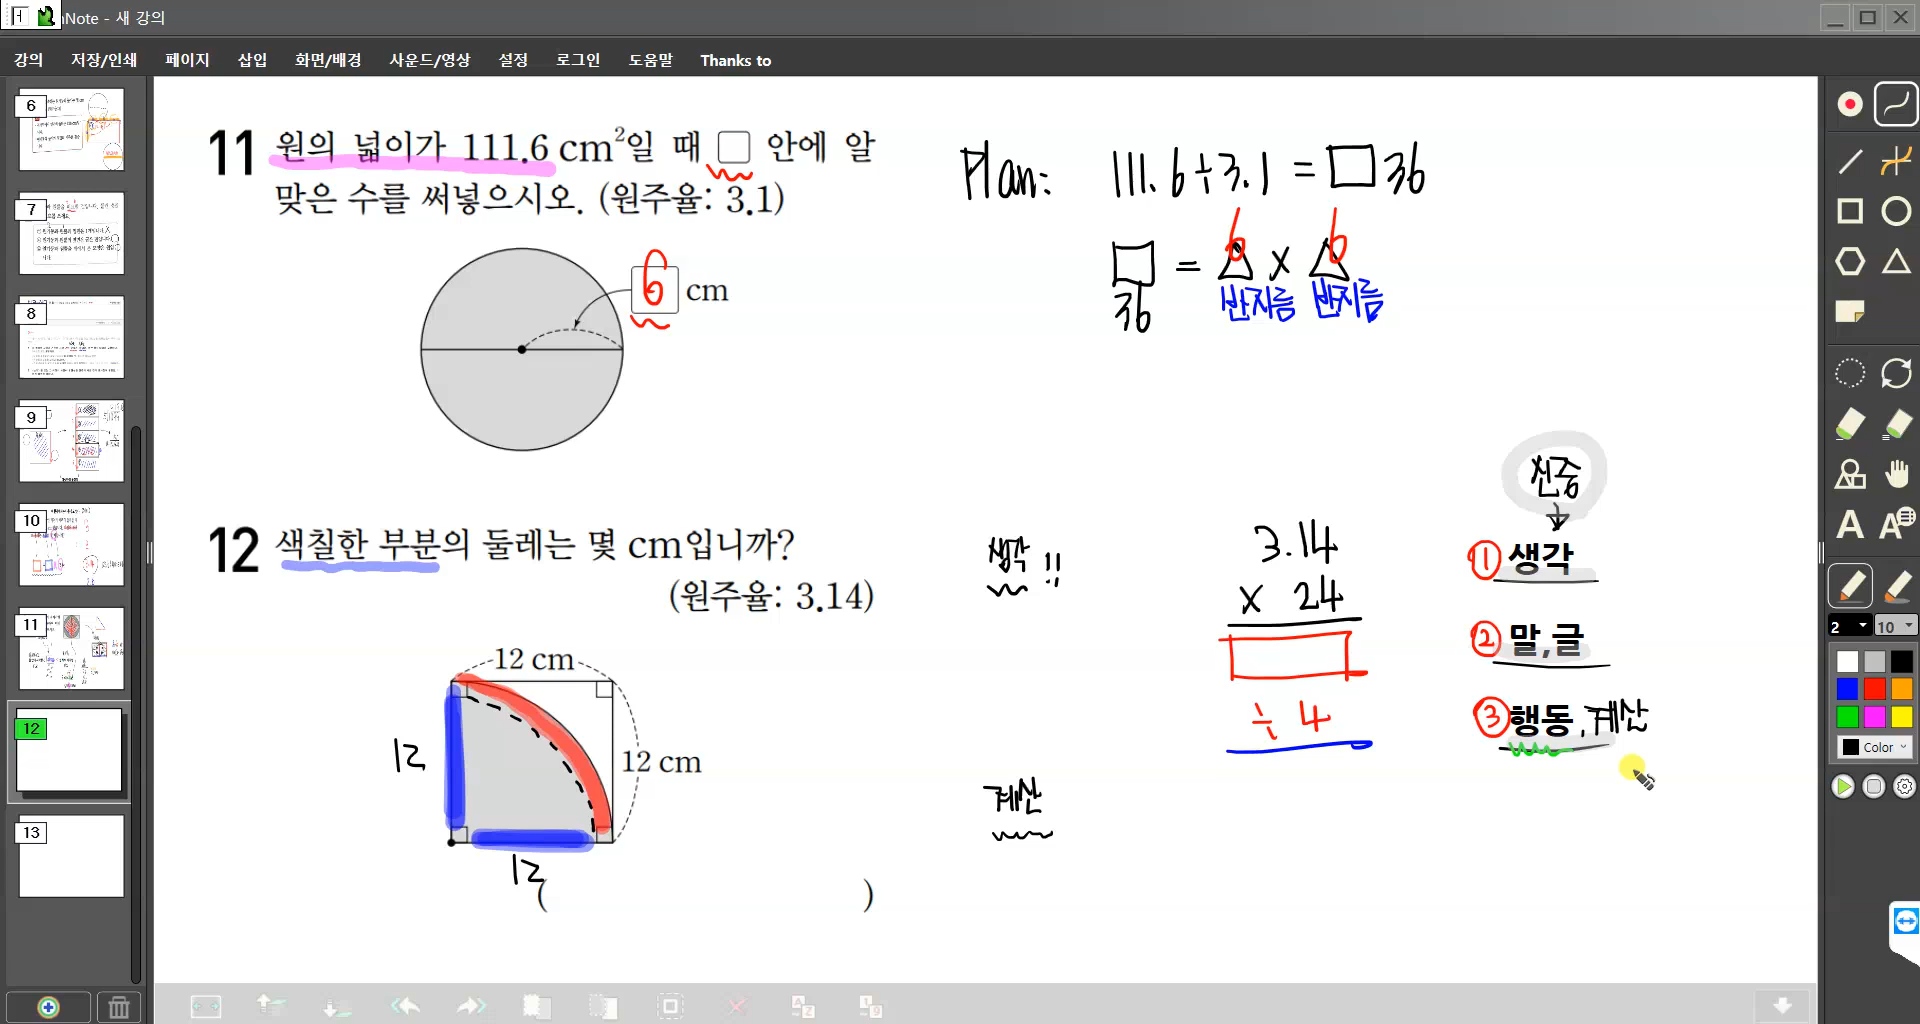 Note - 새 강의
강의 저장/인쇄 페이지 삽입 화면/배경 사운드/영상 설정 로그인 도움말 Thanks to
6
7
8
9
10
11
12
13
11 원의 넓이가 111.6 cm²일 때 □ 안에 알
맞은 수를 써넣으시오. (원주율: 3.1)
6 cm
Plan: 111.6÷3.1 = □ 36
□ = △ × △
6 6
36 반지름 반지름
12 색칠한 부분의 둘레는 몇 cm입니까?
(원주율: 3.14)
12 cm
12 cm
12
12
( )
생각 !!
계산
3.14
× 24
÷ 4
신중
① 생각
② 말,글
③ 행동,계산
2 10
Color